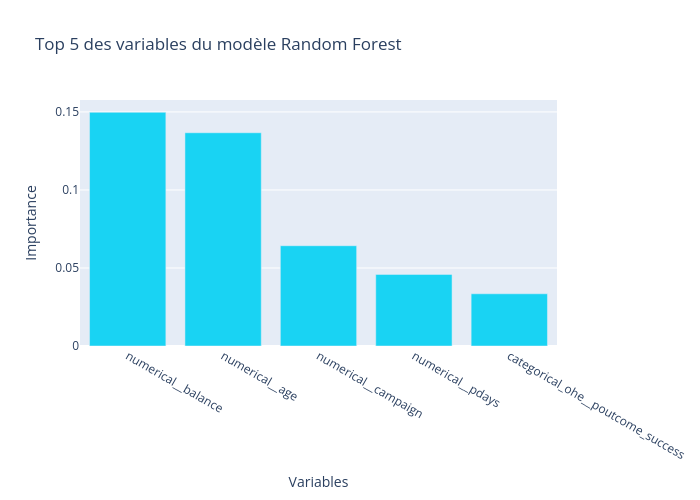 Top 5 des variables du modèle Random Forest
Importance
0.15
0.1
0.05
0
numerical__balance
numerical__age
numerical__campaign
numerical__pdays
categorical_ohe__poutcome_success
Variables